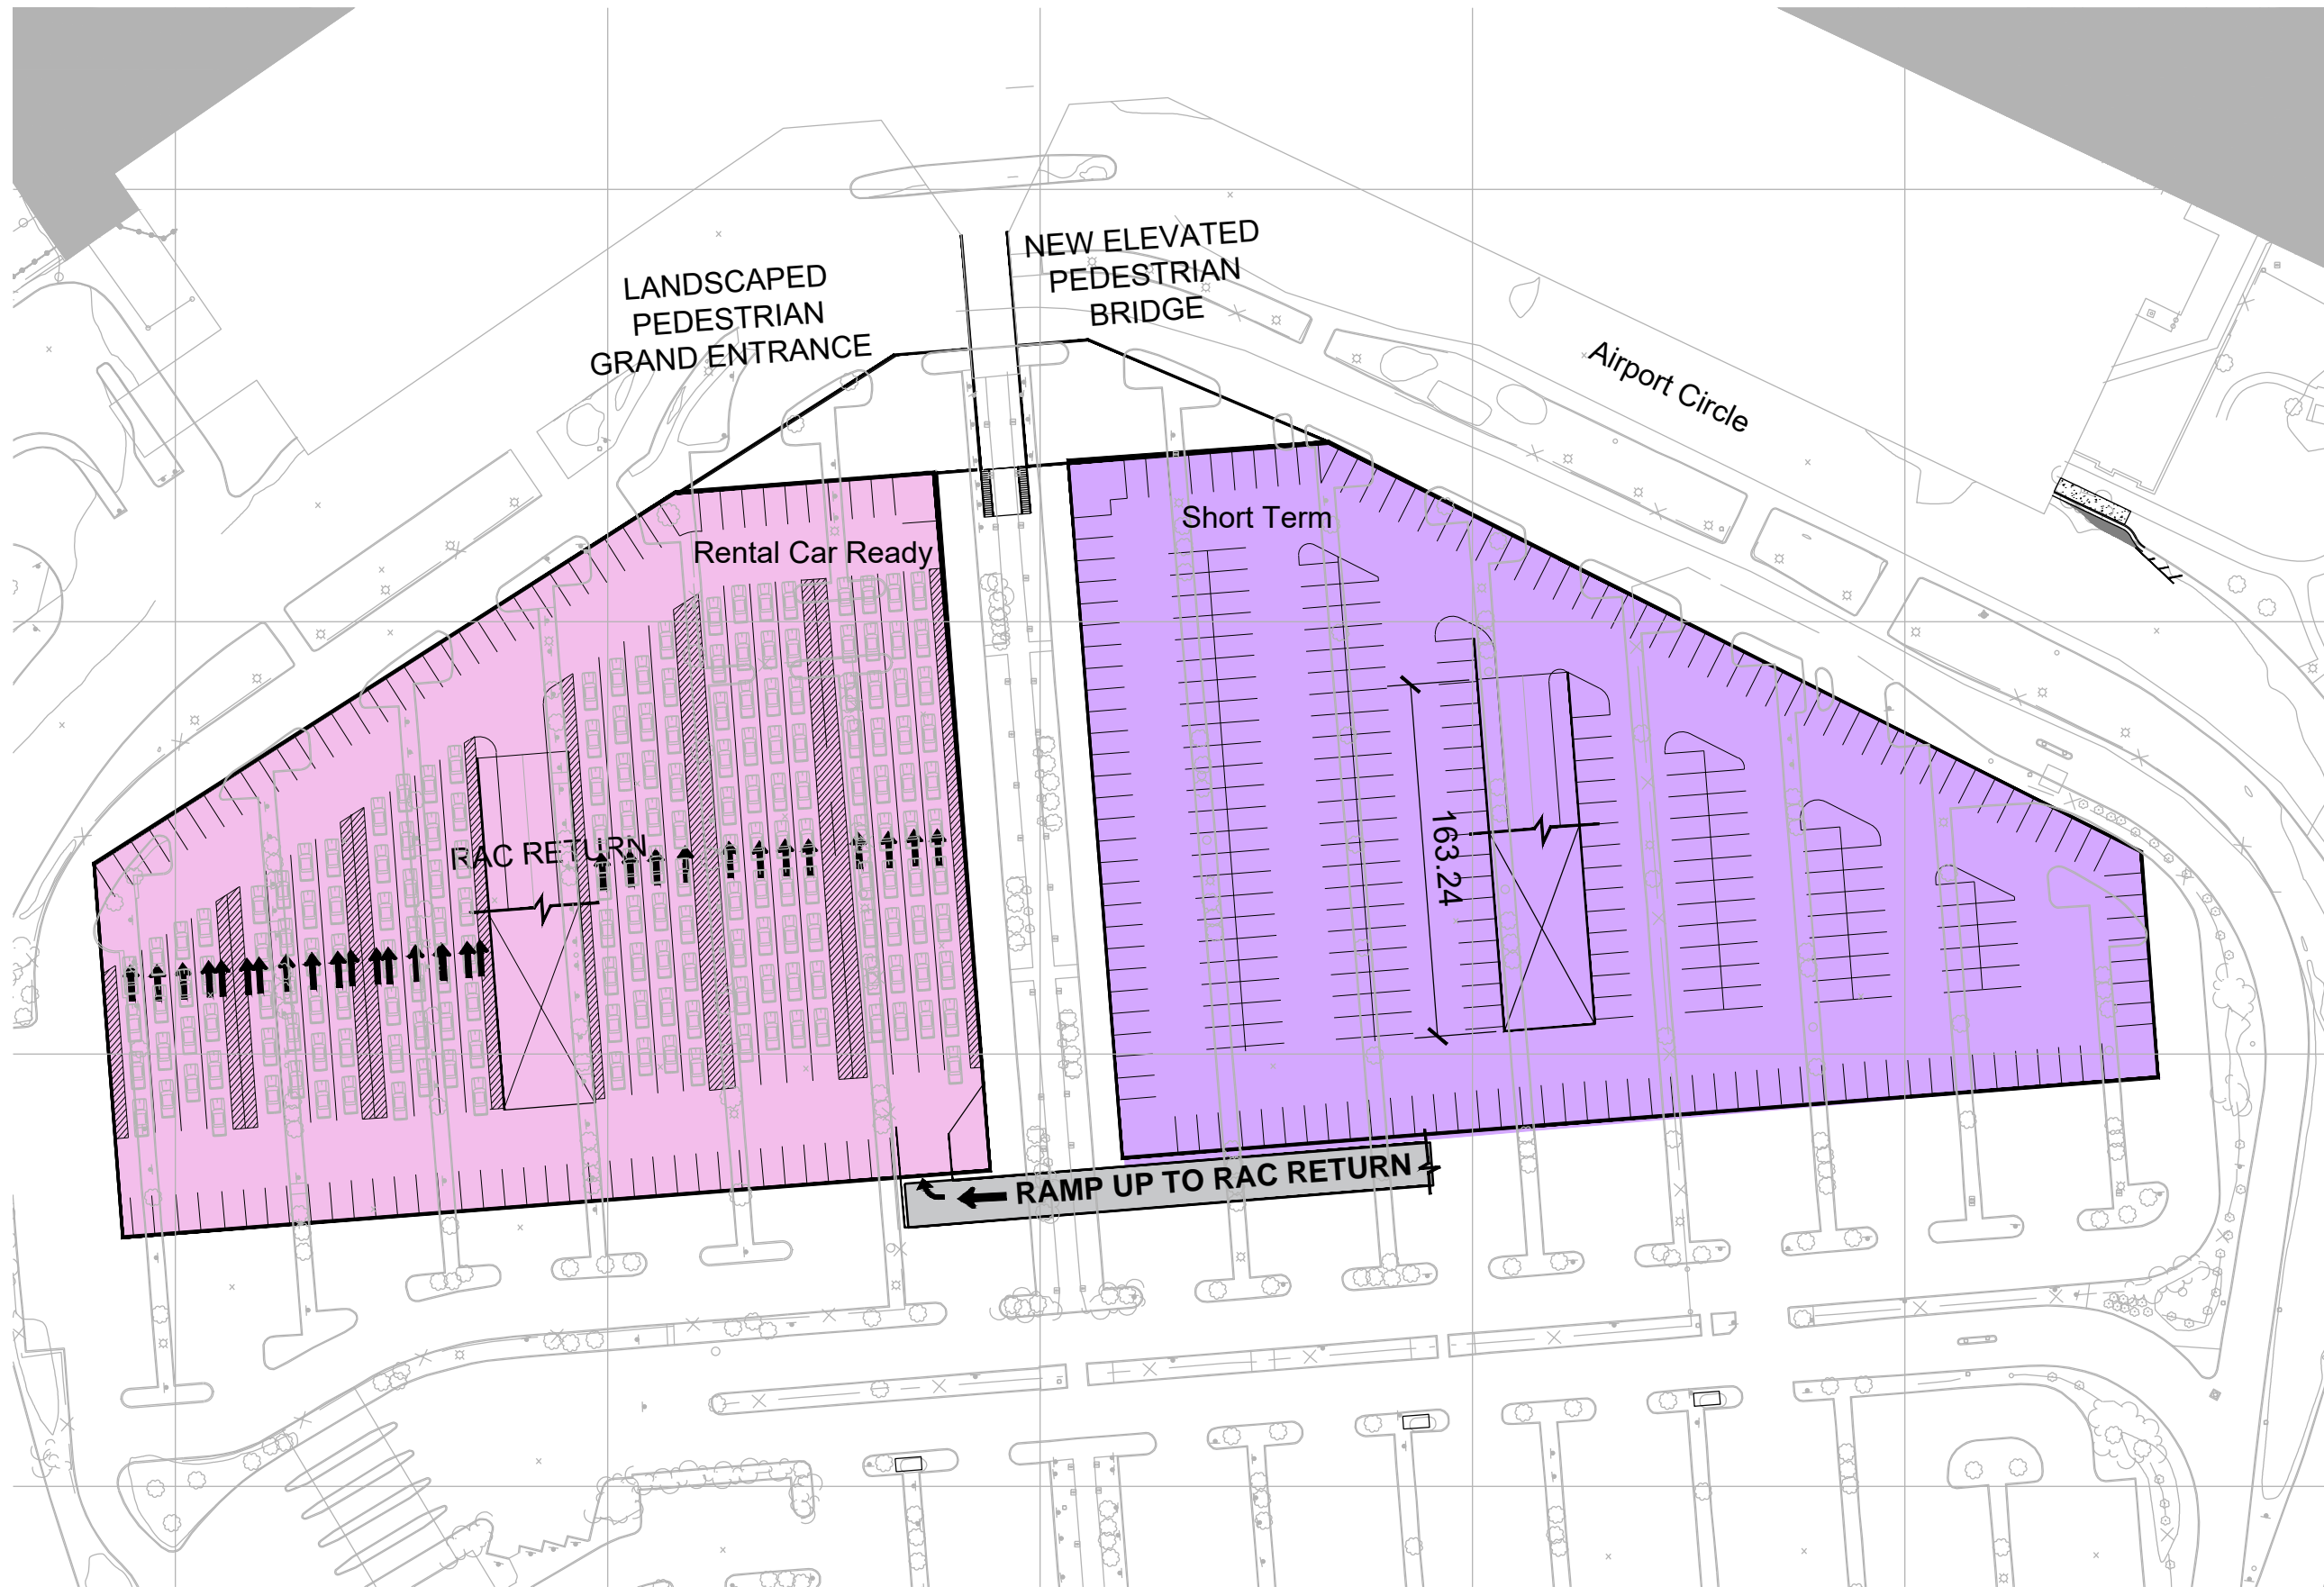 NEW ELEVATED
PEDESTRIAN
BRIDGE
LANDSCAPED
PEDESTRIAN
GRAND ENTRANCE
Airport Circle
Short Term
Rental Car Ready
RAC RETURN
163.24
RAMP UP TO RAC RETURN